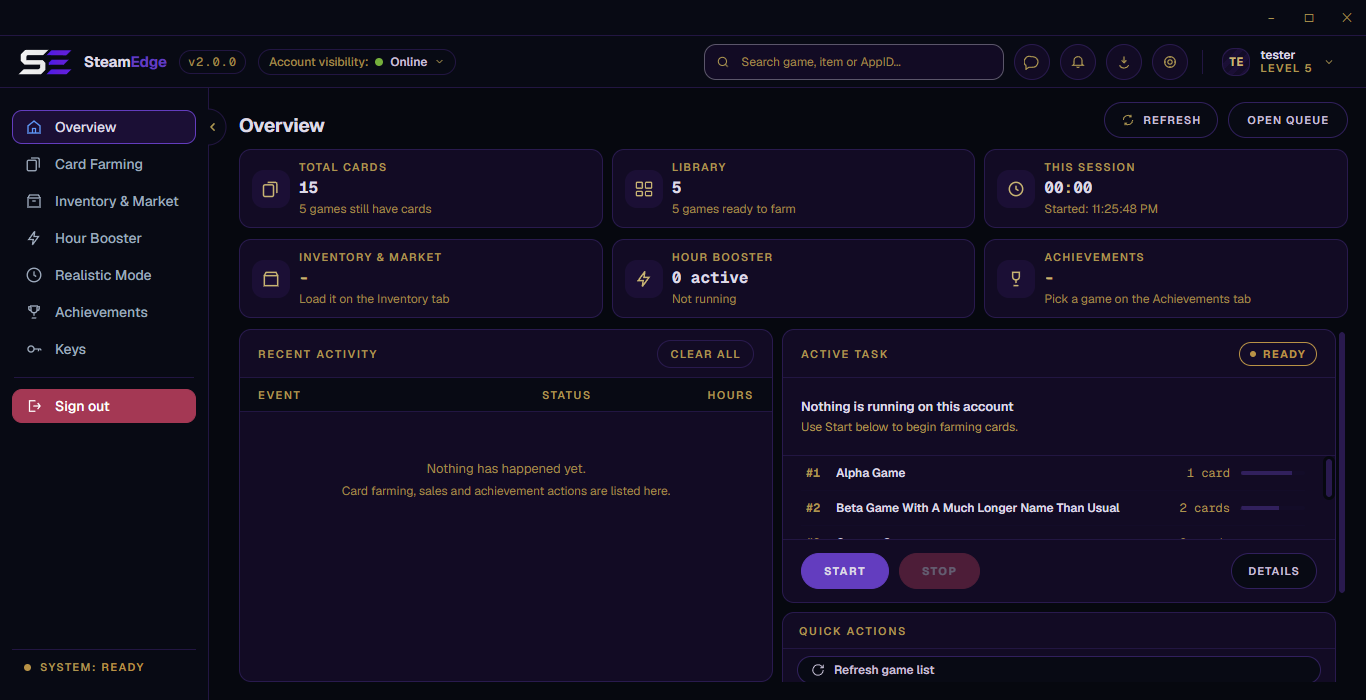 SE SteamEdge v2.0.0 Account visibility: Online Search game, item or AppID... TE tester
LEVEL 5
Overview
Card Farming
Inventory & Market
Hour Booster
Realistic Mode
Achievements
Keys
Sign out
SYSTEM: READY
Overview REFRESH OPEN QUEUE
TOTAL CARDS
15
5 games still have cards
LIBRARY
5
5 games ready to farm
THIS SESSION
00:00
Started: 11:25:48 PM
INVENTORY & MARKET
-
Load it on the Inventory tab
HOUR BOOSTER
0 active
Not running
ACHIEVEMENTS
-
Pick a game on the Achievements tab
RECENT ACTIVITY CLEAR ALL
EVENT STATUS HOURS
Nothing has happened yet.
Card farming, sales and achievement actions are listed here.
ACTIVE TASK READY
Nothing is running on this account
Use Start below to begin farming cards.
#1 Alpha Game 1 card
#2 Beta Game With A Much Longer Name Than Usual 2 cards
START STOP DETAILS
QUICK ACTIONS
Refresh game list